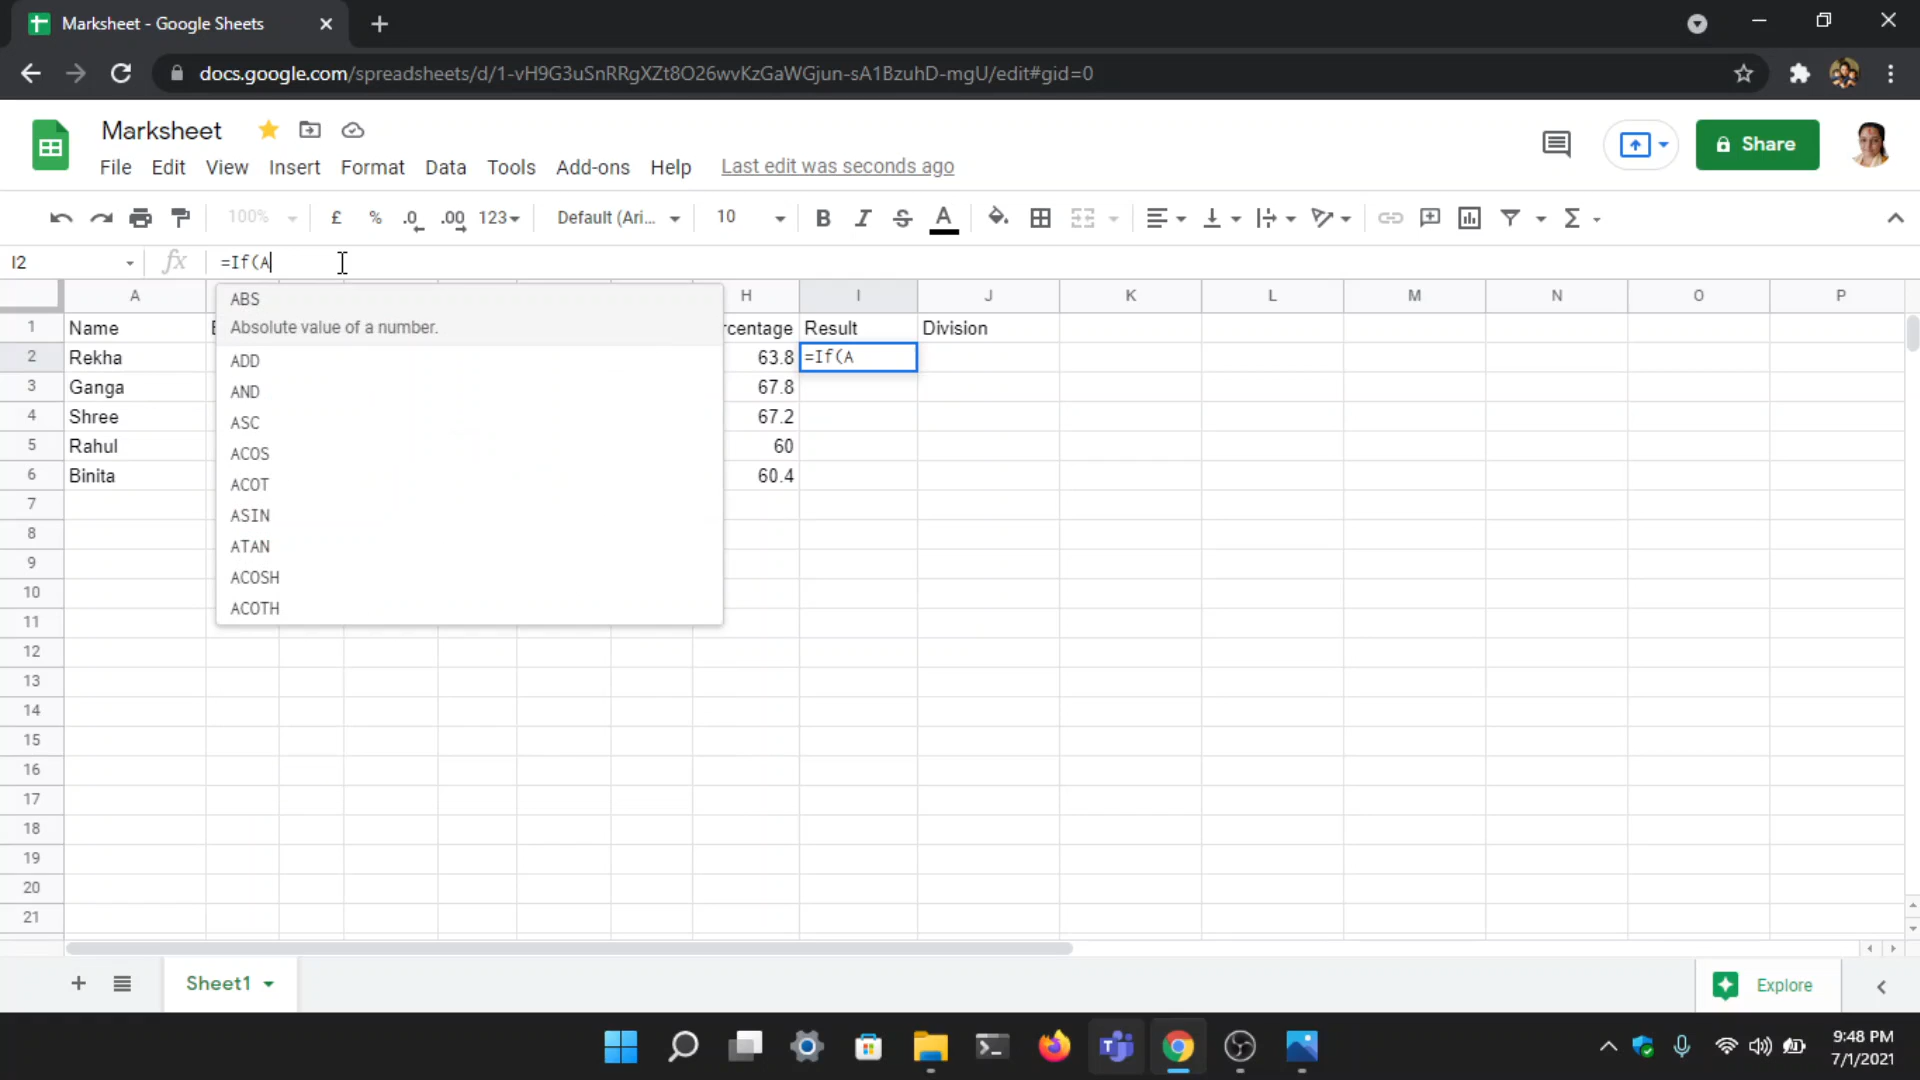 Marksheet - Google Sheets
docs.google.com/spreadsheets/d/1-vH9G3uSnRRgXZt8O26wvKzGaWGjun-sA1BzuhD-mgU/edit#gid=0
Marksheet
File Edit View Insert Format Data Tools Add-ons Help Last edit was seconds ago
Share
100% £ % .0 .00 123 Default (Ari... 10 B I S A Σ
I2 fx =If(A
A H I J K L M N O P
ABS
Absolute value of a number.
ADD
AND
ASC
ACOS
ACOT
ASIN
ATAN
ACOSH
ACOTH
1 Name rcentage Result Division
2 Rekha 63.8 =If(A
3 Ganga 67.8
4 Shree 67.2
5 Rahul 60
6 Binita 60.4
7
8
9
10
11
12
13
14
15
16
17
18
19
20
21
Sheet1
Explore
9:48 PM
7/1/2021